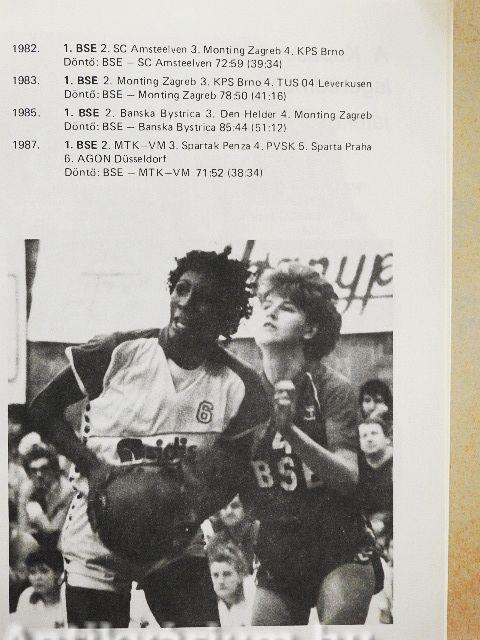 1982. 1. BSE 2. SC Amsteelven 3. Monting Zagreb 4. KPS Brno
Döntő: BSE – SC Amsteelven 72:59 (39:34)
1983. 1. BSE 2. Monting Zagreb 3. KPS Brno 4. TUS 04 Leverkusen
Döntő: BSE – Monting Zagreb 78:50 (41:16)
1985. 1. BSE 2. Banska Bystrica 3. Den Helder 4. Monting Zagreb
Döntő: BSE – Banska Bystrica 85:44 (51:12)
1987. 1. BSE 2. MTK–VM 3. Spartak Penza 4. PVSK 5. Sparta Praha
6. AGON Düsseldorf
Döntő: BSE – MTK–VM 71:52 (38:34)
6
4
BSE
Antikvárium.hu